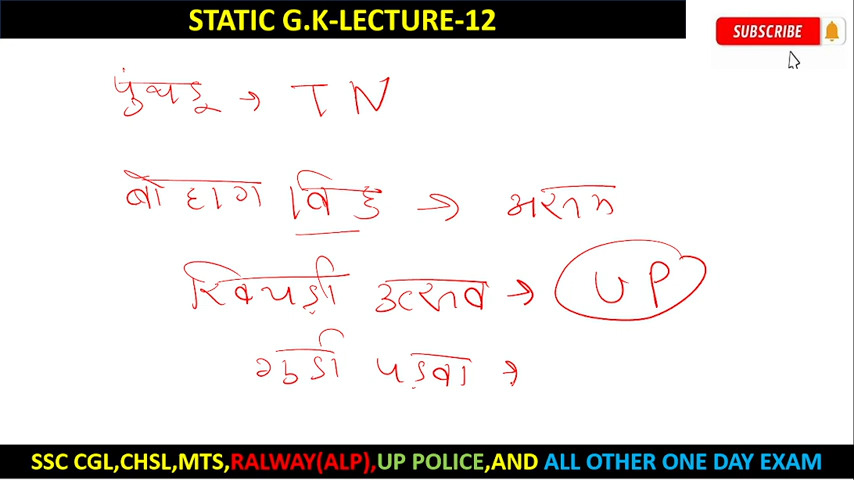 STATIC G.K-LECTURE-12
SUBSCRIBE
→ TN
बोहाग बिहु → असम
खिचड़ी उत्सव → UP
गुड़ी पड़वा →
SSC CGL,CHSL,MTS,RALWAY(ALP),UP POLICE,AND ALL OTHER ONE DAY EXAM